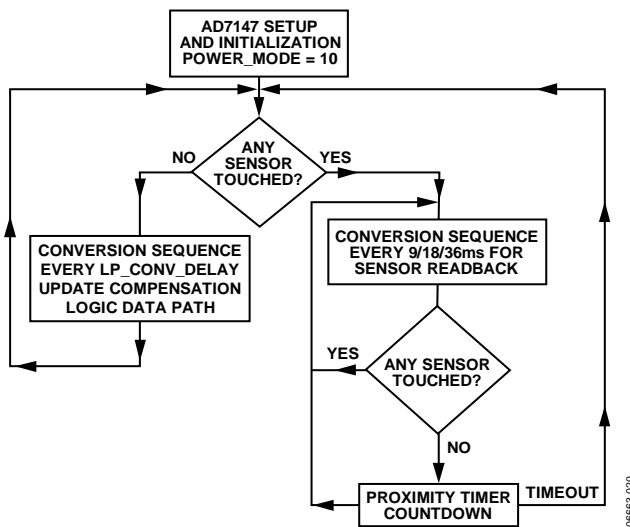 AD7147 SETUP
AND INITIALIZATION
POWER_MODE = 10
NO
ANY
SENSOR
TOUCHED?
YES
CONVERSION SEQUENCE
EVERY LP_CONV_DELAY
UPDATE COMPENSATION
LOGIC DATA PATH
CONVERSION SEQUENCE
EVERY 9/18/36ms FOR
SENSOR READBACK
YES
ANY SENSOR
TOUCHED?
NO
PROXIMITY TIMER
COUNTDOWN
TIMEOUT
06663-020